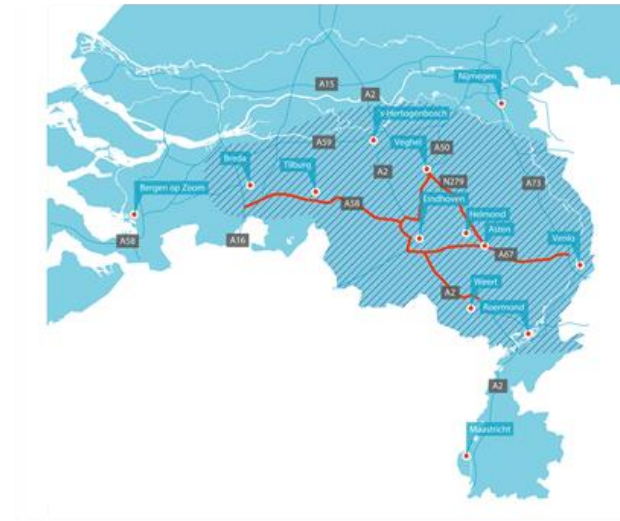 Nijmegen
A15
A2
's-Hertogenbosch
A59
Veghel
A50
Breda
Tilburg
A2
N279
A73
Bergen op Zoom
Eindhoven
A58
Helmond
Asten
A58
A16
Venlo
A67
Weert
A2
Roermond
A2
Maastricht